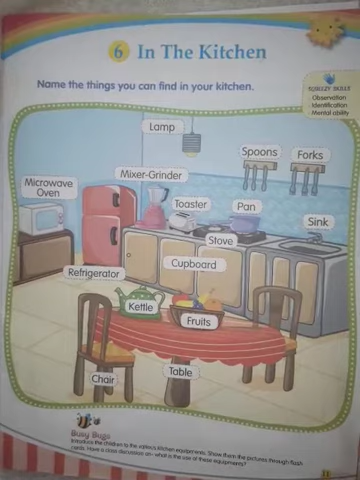 6 In The Kitchen
Name the things you can find in your kitchen.
Observation
Identification
Mental ability
Lamp
Spoons
Forks
Mixer-Grinder
Microwave
Oven
Toaster
Pan
Sink
Stove
Cupboard
Refrigerator
Kettle
Fruits
Chair
Table
Busy Bugs
Introduce the children to the various kitchen equipments. Show them the pictures through flash
cards. Have a class discussion on- what is the use of these equipments?